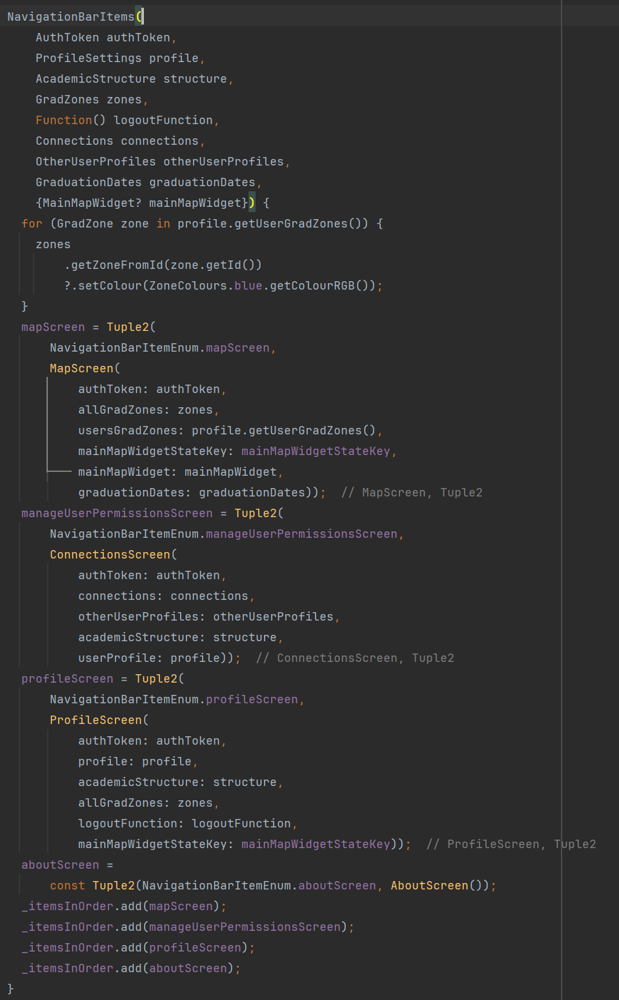 NavigationBarItems(
    AuthToken authToken,
    ProfileSettings profile,
    AcademicStructure structure,
    GradZones zones,
    Function() logoutFunction,
    Connections connections,
    OtherUserProfiles otherUserProfiles,
    GraduationDates graduationDates,
    {MainMapWidget? mainMapWidget}) {
  for (GradZone zone in profile.getUserGradZones()) {
    zones
        .getZoneFromId(zone.getId())
        ?.setColour(ZoneColours.blue.getColourRGB());
  }
  mapScreen = Tuple2(
      NavigationBarItemEnum.mapScreen,
      MapScreen(
          authToken: authToken,
          allGradZones: zones,
          usersGradZones: profile.getUserGradZones(),
          mainMapWidgetStateKey: mainMapWidgetStateKey,
          mainMapWidget: mainMapWidget,
          graduationDates: graduationDates));  // MapScreen, Tuple2
  manageUserPermissionsScreen = Tuple2(
      NavigationBarItemEnum.manageUserPermissionsScreen,
      ConnectionsScreen(
          authToken: authToken,
          connections: connections,
          otherUserProfiles: otherUserProfiles,
          academicStructure: structure,
          userProfile: profile));  // ConnectionsScreen, Tuple2
  profileScreen = Tuple2(
      NavigationBarItemEnum.profileScreen,
      ProfileScreen(
          authToken: authToken,
          profile: profile,
          academicStructure: structure,
          allGradZones: zones,
          logoutFunction: logoutFunction,
          mainMapWidgetStateKey: mainMapWidgetStateKey));  // ProfileScreen, Tuple2
  aboutScreen =
      const Tuple2(NavigationBarItemEnum.aboutScreen, AboutScreen());
  _itemsInOrder.add(mapScreen);
  _itemsInOrder.add(manageUserPermissionsScreen);
  _itemsInOrder.add(profileScreen);
  _itemsInOrder.add(aboutScreen);
}